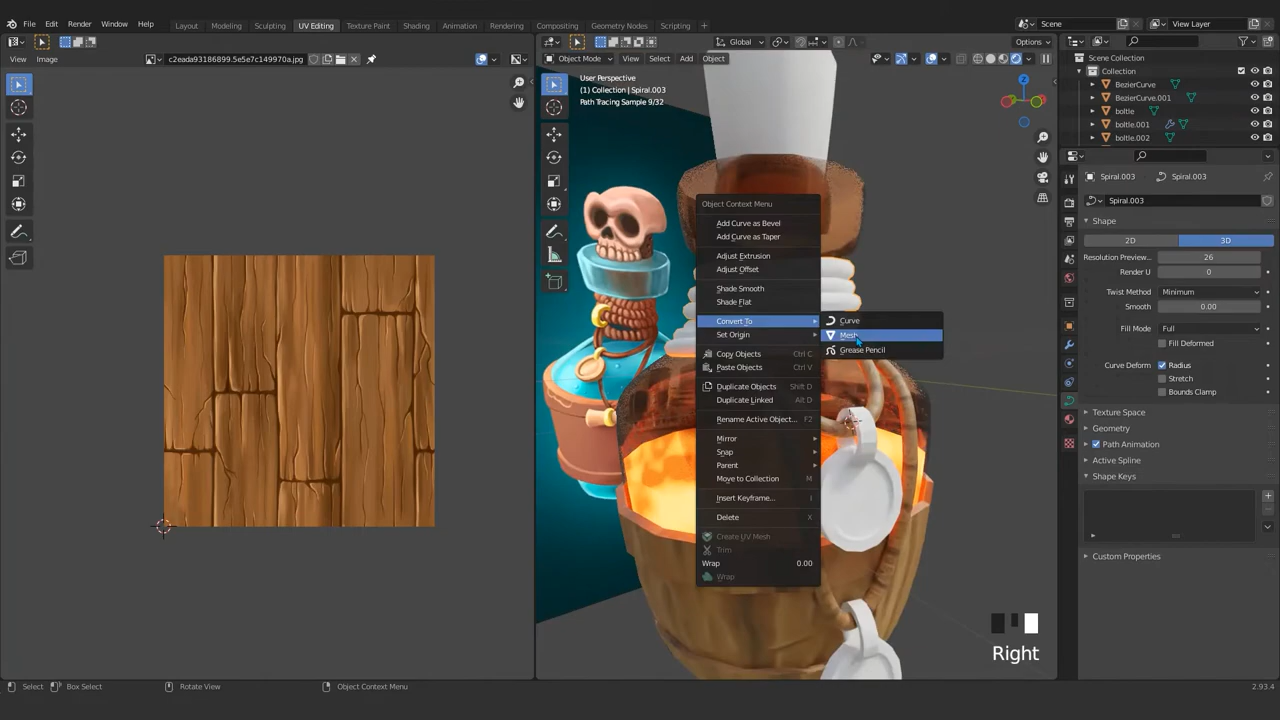 File Edit Render Window Help
Layout Modeling Sculpting UV Editing Texture Paint Shading Animation Rendering Compositing Geometry Nodes Scripting +
Scene
View Layer
Global
Options
View Image
c2eada93186899.5e5e7c149970a.jpg
Object Mode View Select Add Object
User Perspective
(1) Collection | Spiral.003
Path Tracing Sample 9/32
Z
Object Context Menu
Add Curve as Bevel
Add Curve as Taper
Adjust Extrusion
Adjust Offset
Shade Smooth
Shade Flat
Convert To
Set Origin
Copy Objects Ctrl C
Paste Objects Ctrl V
Duplicate Objects Shift D
Duplicate Linked Alt D
Rename Active Object... F2
Mirror
Snap
Parent
Move to Collection M
Insert Keyframe... I
Delete X
Create UV Mesh
Trim
Wrap 0.00
Wrap
Curve
Mesh
Grease Pencil
Right
Scene Collection
Collection
BezierCurve
BezierCurve.001
boltle
boltle.001
boltle.002
Spiral.003 Spiral.003
Spiral.003
Shape
2D 3D
Resolution Preview... 26
Render U 0
Twist Method Minimum
Smooth 0.00
Fill Mode Full
Fill Deformed
Curve Deform Radius
Stretch
Bounds Clamp
Texture Space
Geometry
Path Animation
Active Spline
Shape Keys
Custom Properties
Select Box Select Rotate View Object Context Menu 2.93.4